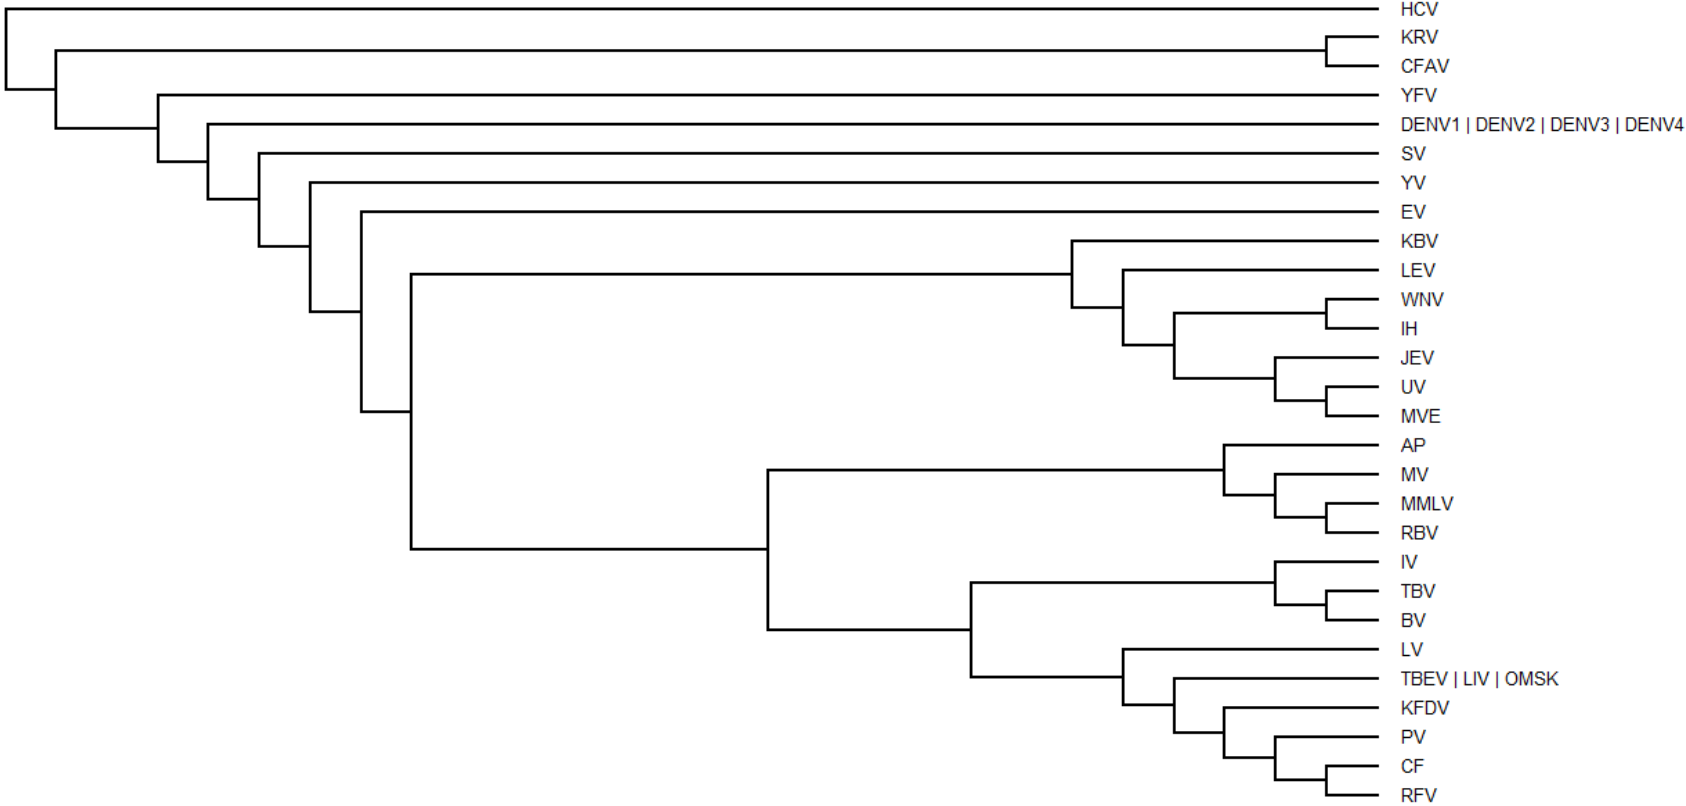 HCV
KRV
CFAV
YFV
DENV1 | DENV2 | DENV3 | DENV4
SV
YV
EV
KBV
LEV
WNV
IH
JEV
UV
MVE
AP
MV
MMLV
RBV
IV
TBV
BV
LV
TBEV | LIV | OMSK
KFDV
PV
CF
RFV